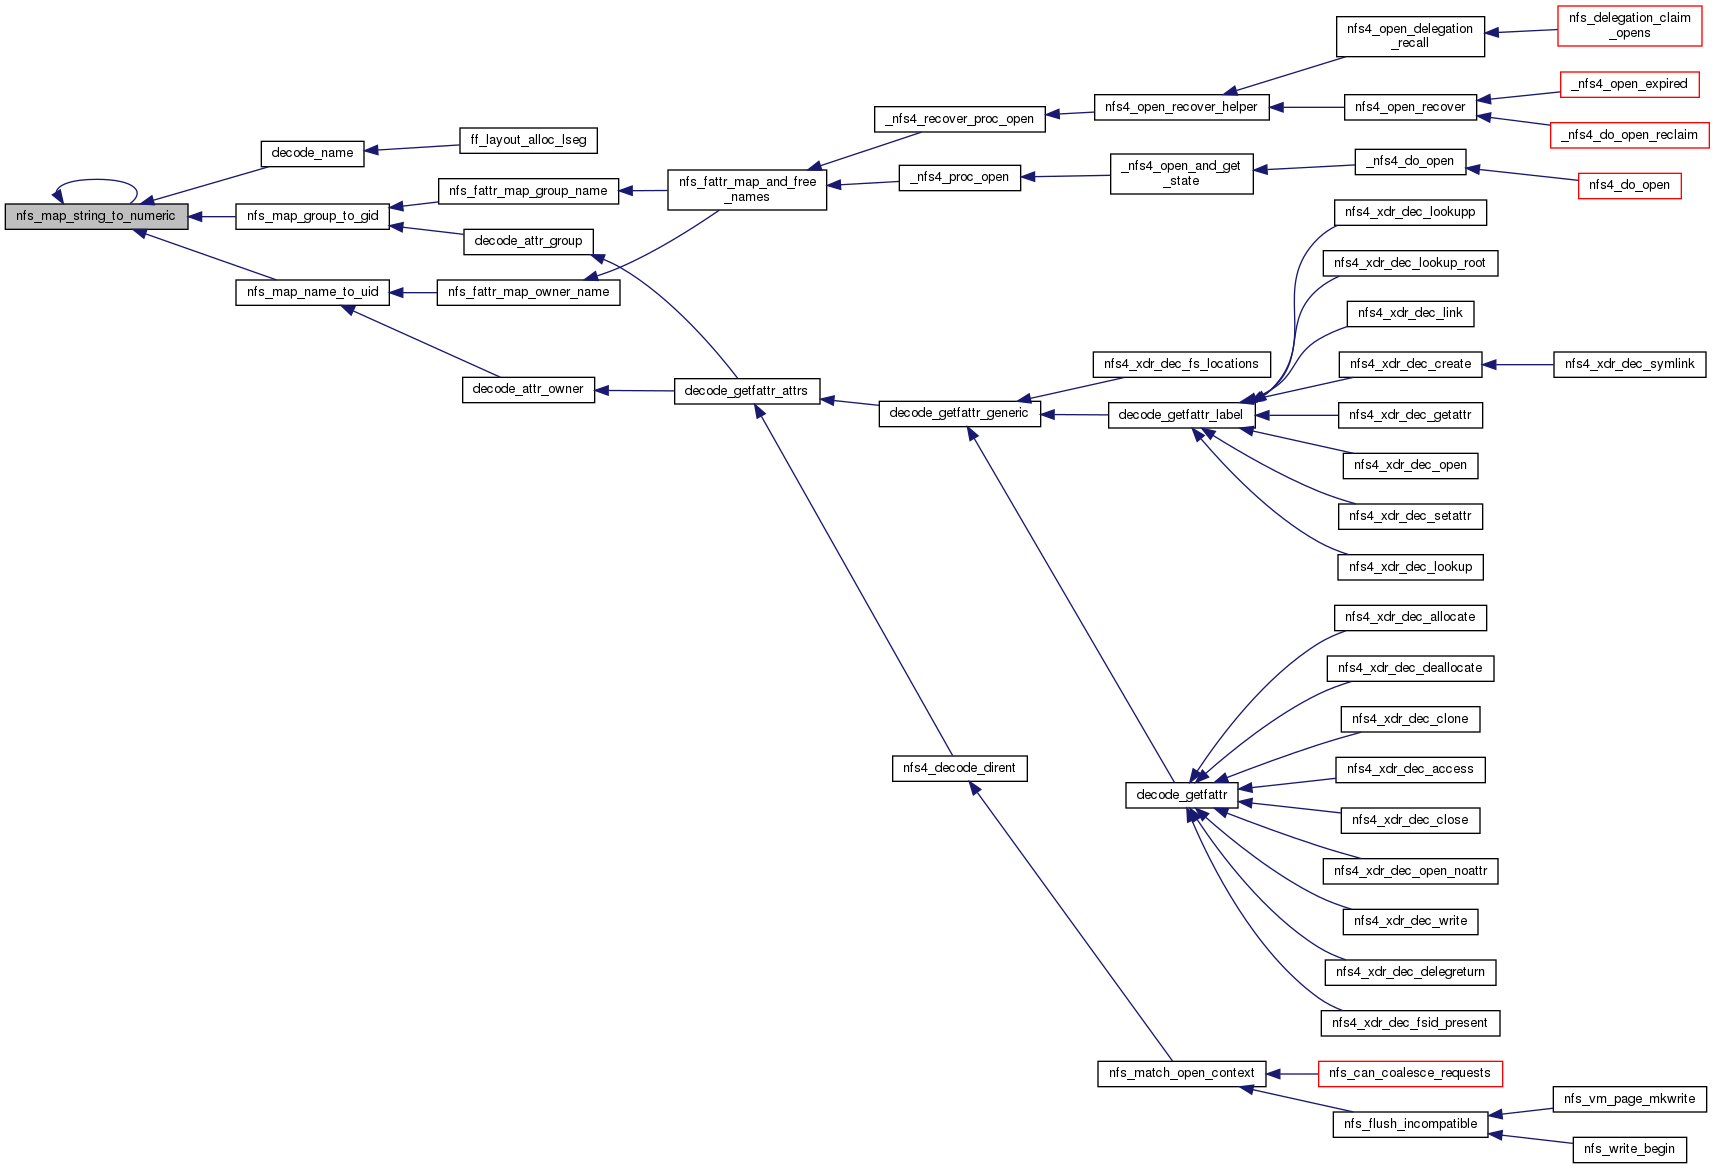 nfs_map_string_to_numeric
decode_name
ff_layout_alloc_lseg
nfs_map_group_to_gid
nfs_fattr_map_group_name
nfs_fattr_map_and_free
_names
_nfs4_recover_proc_open
nfs4_open_recover_helper
nfs4_open_delegation
_recall
nfs_delegation_claim
_opens
nfs4_open_recover
_nfs4_open_expired
_nfs4_do_open_reclaim
_nfs4_proc_open
_nfs4_open_and_get
_state
_nfs4_do_open
nfs4_do_open
decode_attr_group
nfs_map_name_to_uid
nfs_fattr_map_owner_name
decode_attr_owner
decode_getfattr_attrs
decode_getfattr_generic
nfs4_xdr_dec_fs_locations
decode_getfattr_label
nfs4_xdr_dec_lookupp
nfs4_xdr_dec_lookup_root
nfs4_xdr_dec_link
nfs4_xdr_dec_create
nfs4_xdr_dec_symlink
nfs4_xdr_dec_getattr
nfs4_xdr_dec_open
nfs4_xdr_dec_setattr
nfs4_xdr_dec_lookup
decode_getfattr
nfs4_xdr_dec_allocate
nfs4_xdr_dec_deallocate
nfs4_xdr_dec_clone
nfs4_xdr_dec_access
nfs4_xdr_dec_close
nfs4_xdr_dec_open_noattr
nfs4_xdr_dec_write
nfs4_xdr_dec_delegreturn
nfs4_xdr_dec_fsid_present
nfs4_decode_dirent
nfs_match_open_context
nfs_can_coalesce_requests
nfs_flush_incompatible
nfs_vm_page_mkwrite
nfs_write_begin